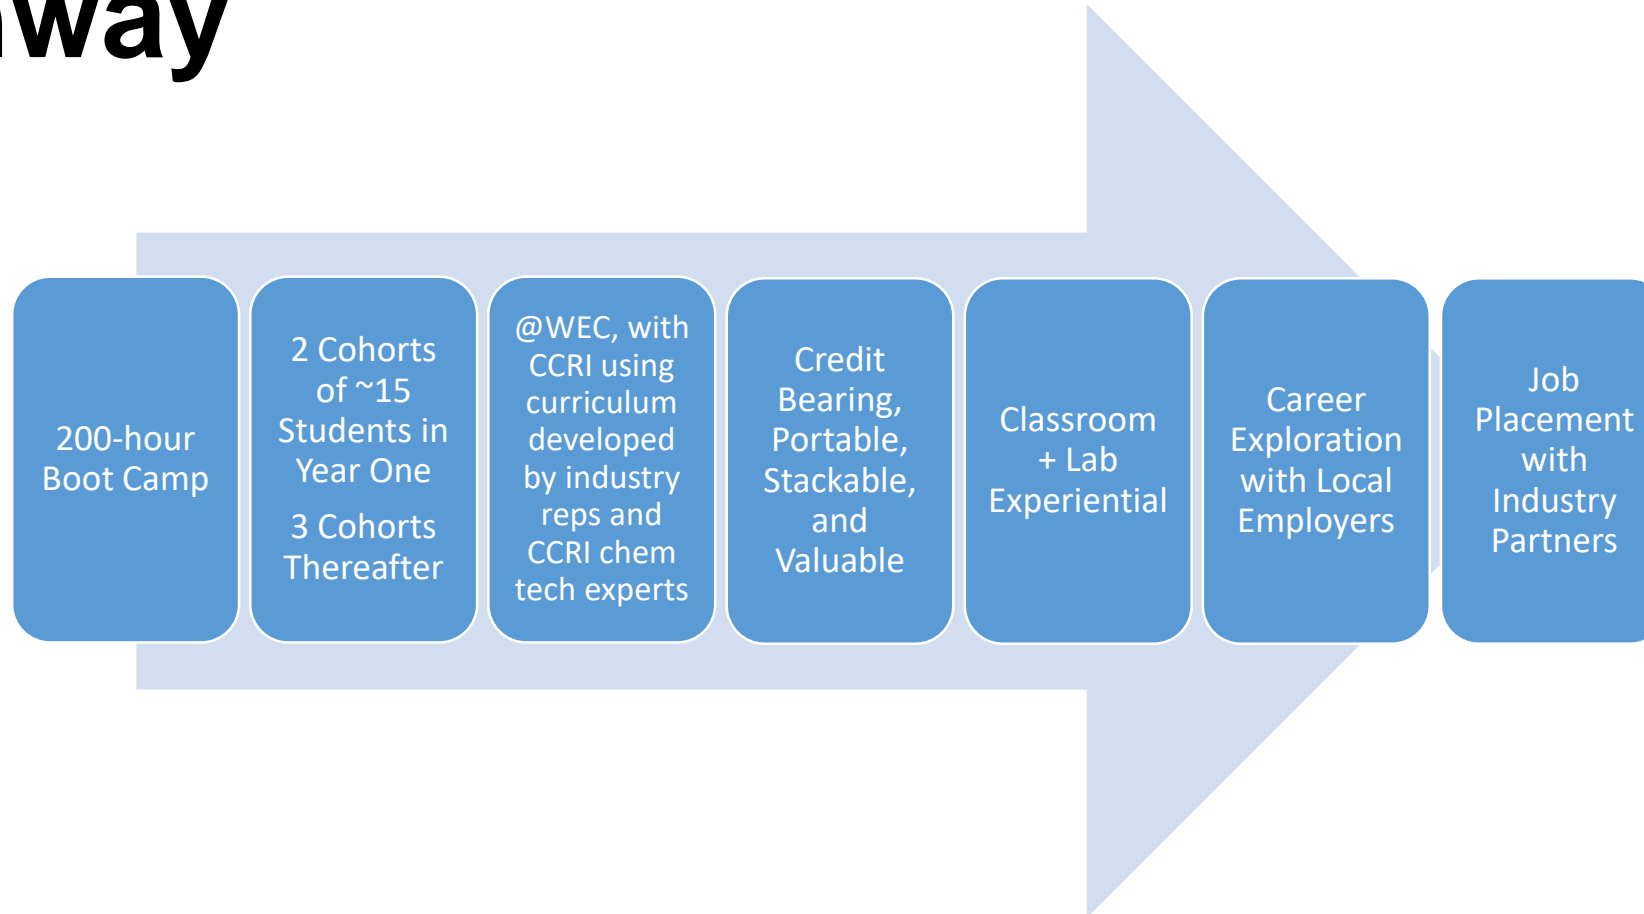 way
200-hour
Boot Camp
2 Cohorts
of ~15
Students in
Year One
3 Cohorts
Thereafter
@WEC, with
CCRI using
curriculum
developed
by industry
reps and
CCRI chem
tech experts
Credit
Bearing,
Portable,
Stackable,
and
Valuable
Classroom
+ Lab
Experiential
Career
Exploration
with Local
Employers
Job
Placement
with
Industry
Partners